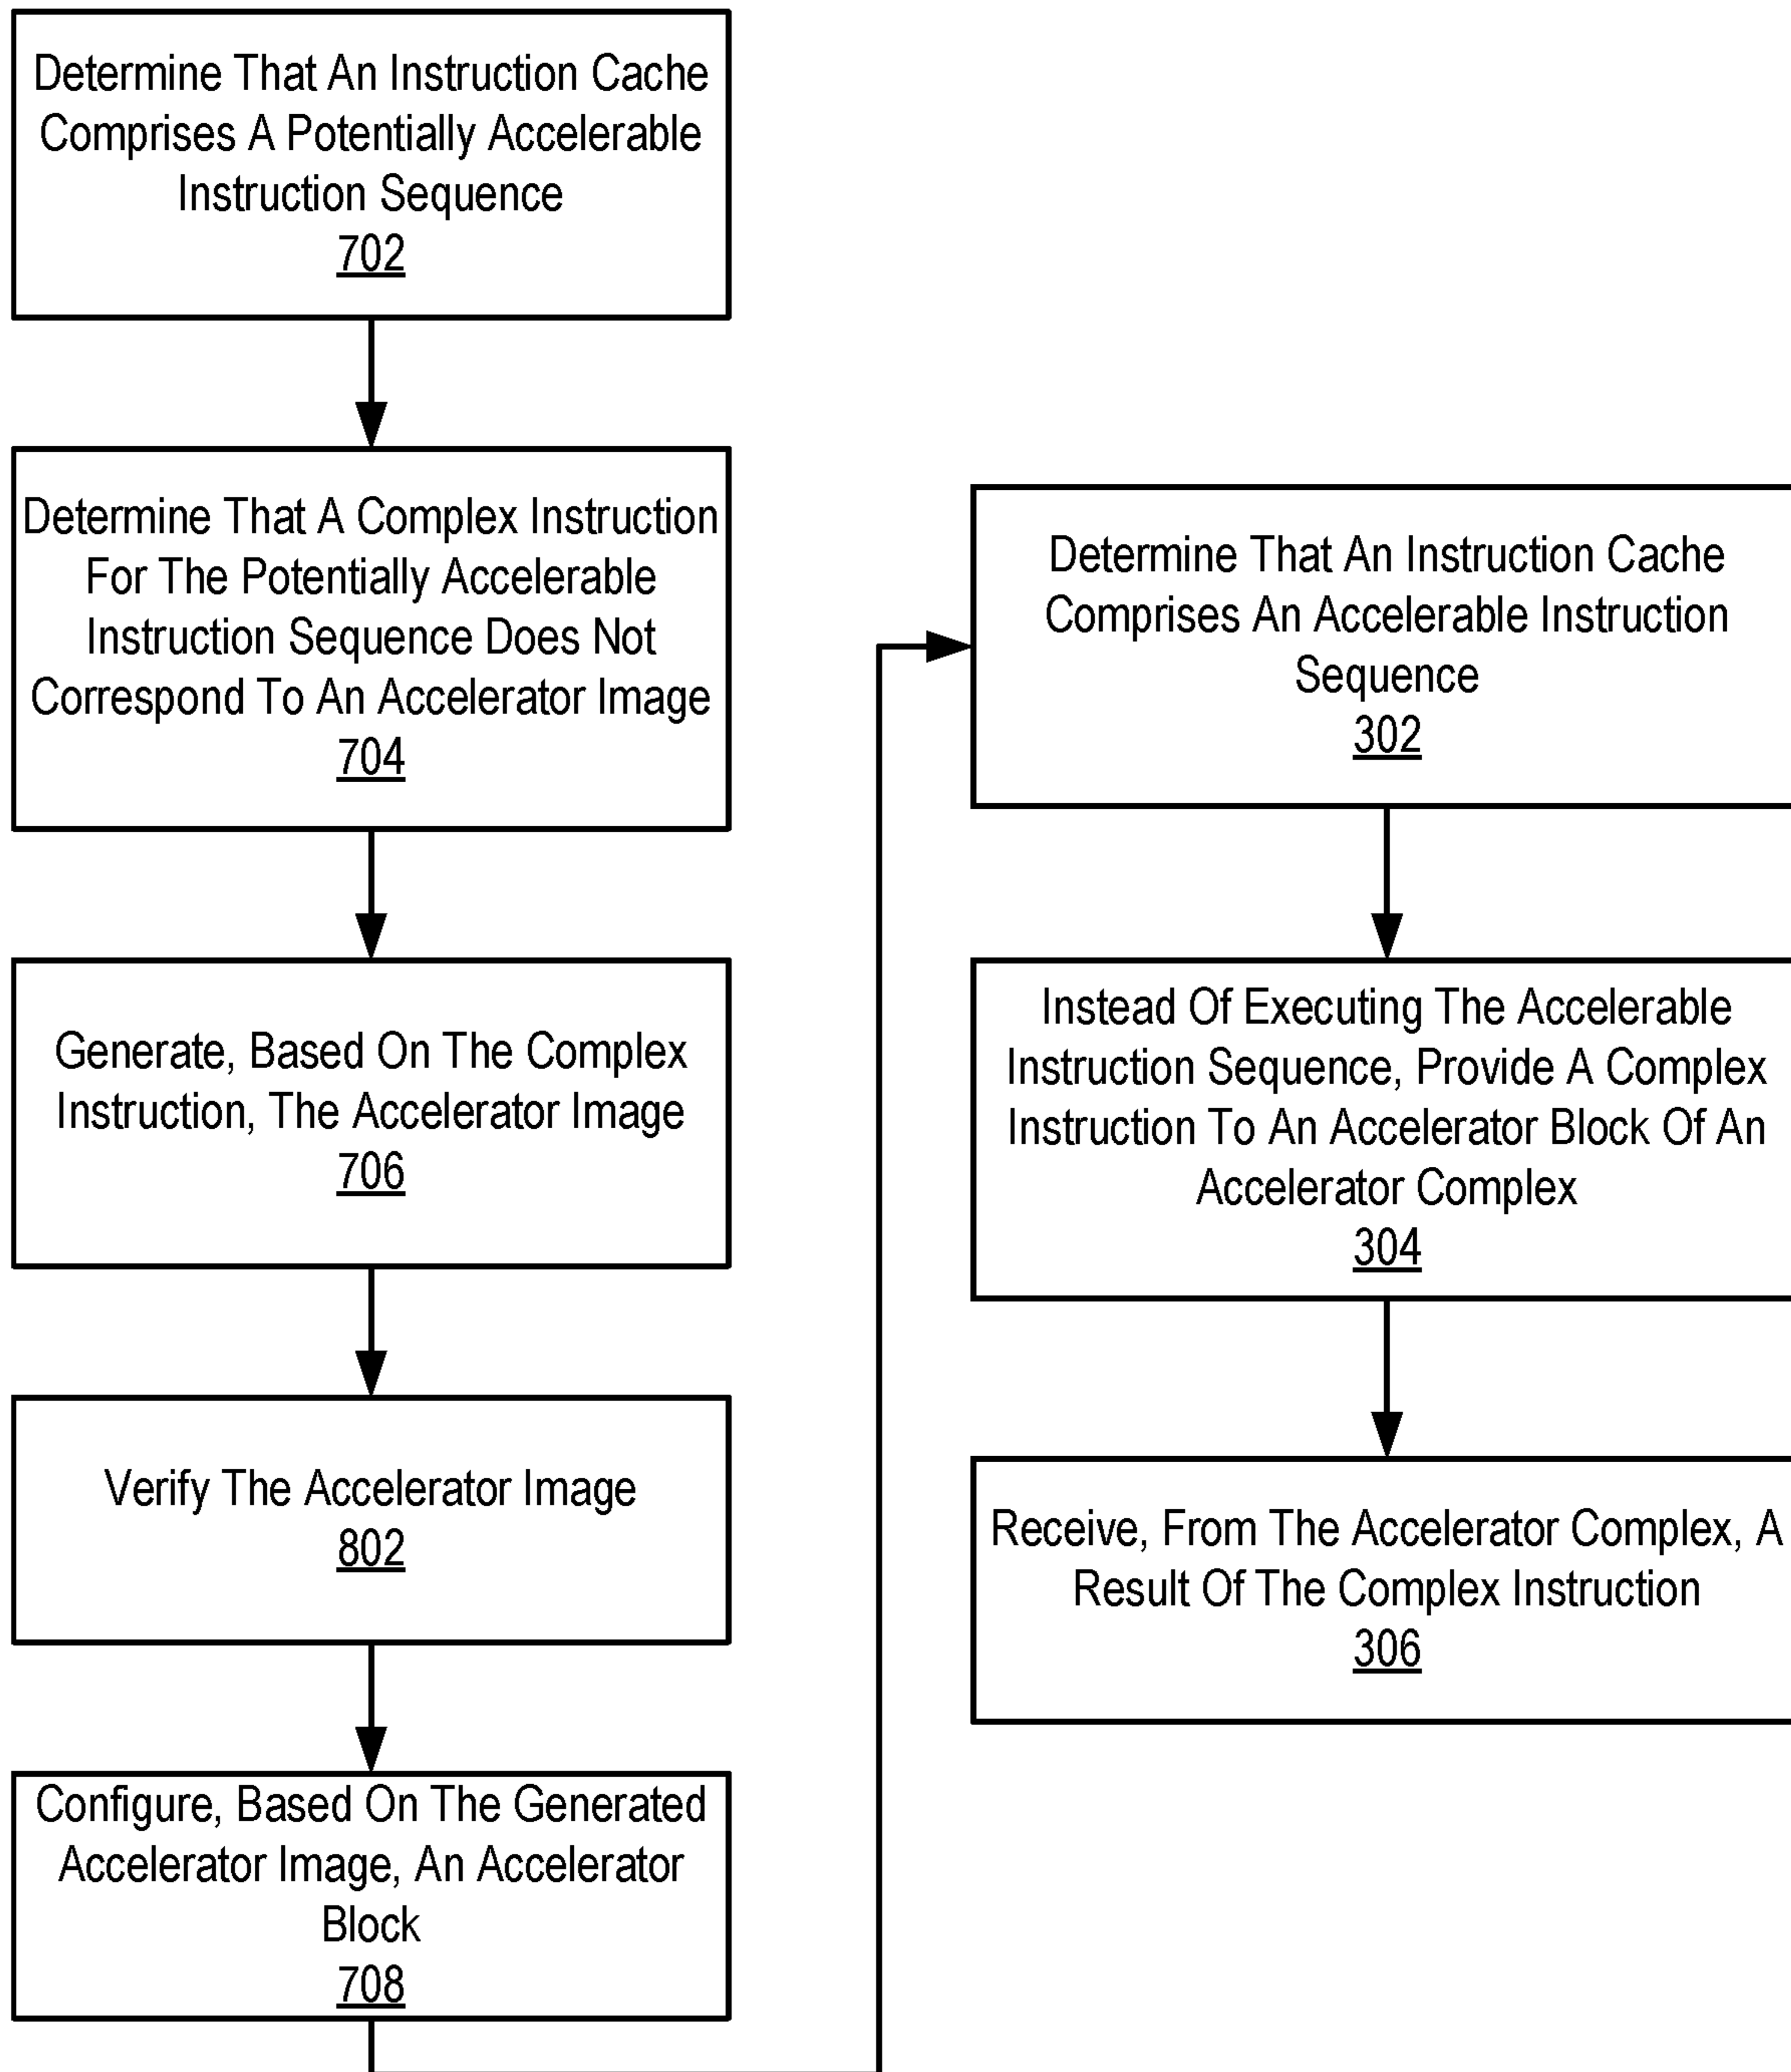 Determine That An Instruction Cache
Comprises A Potentially Accelerable
Instruction Sequence
702
Determine That A Complex Instruction
For The Potentially Accelerable
Instruction Sequence Does Not
Correspond To An Accelerator Image
704
Generate, Based On The Complex
Instruction, The Accelerator Image
706
Verify The Accelerator Image
802
Configure, Based On The Generated
Accelerator Image, An Accelerator
Block
708
Determine That An Instruction Cache
Comprises An Accelerable Instruction
Sequence
302
Instead Of Executing The Accelerable
Instruction Sequence, Provide A Complex
Instruction To An Accelerator Block Of An
Accelerator Complex
304
Receive, From The Accelerator Complex, A
Result Of The Complex Instruction
306